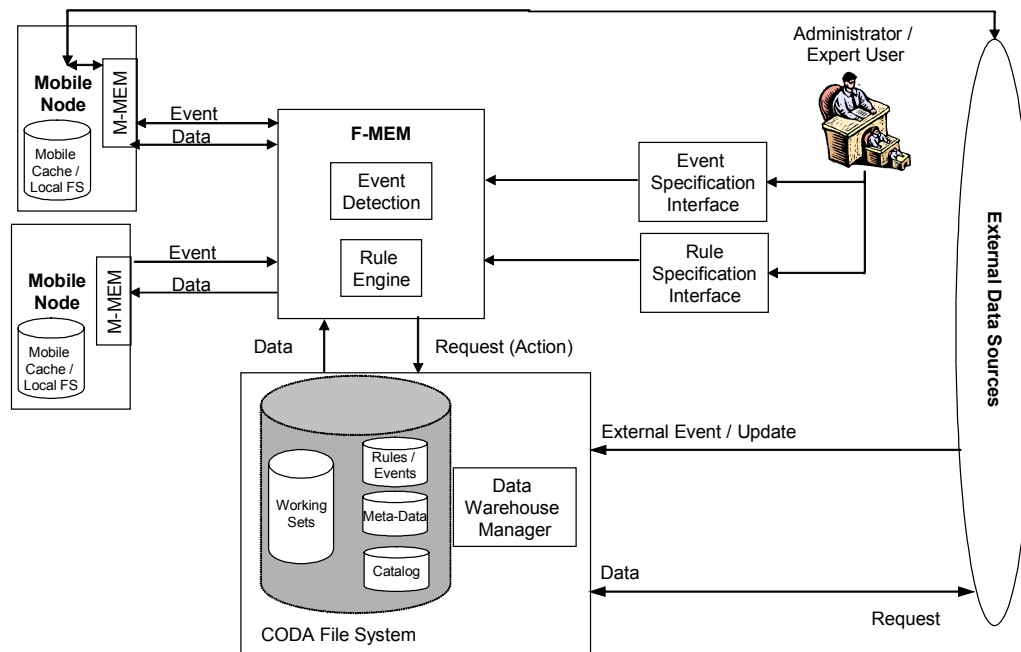 Administrator /
Expert User
Mobile
Node
M-MEM
Mobile
Cache /
Local FS
Event
Data
F-MEM
Event
Detection
Rule
Engine
Event
Specification
Interface
Rule
Specification
Interface
External Data Sources
Mobile
Node
M-MEM
Mobile
Cache /
Local FS
Event
Data
Data
Request (Action)
External Event / Update
Working
Sets
Rules /
Events
Meta-Data
Catalog
Data
Warehouse
Manager
Data
Request
CODA File System